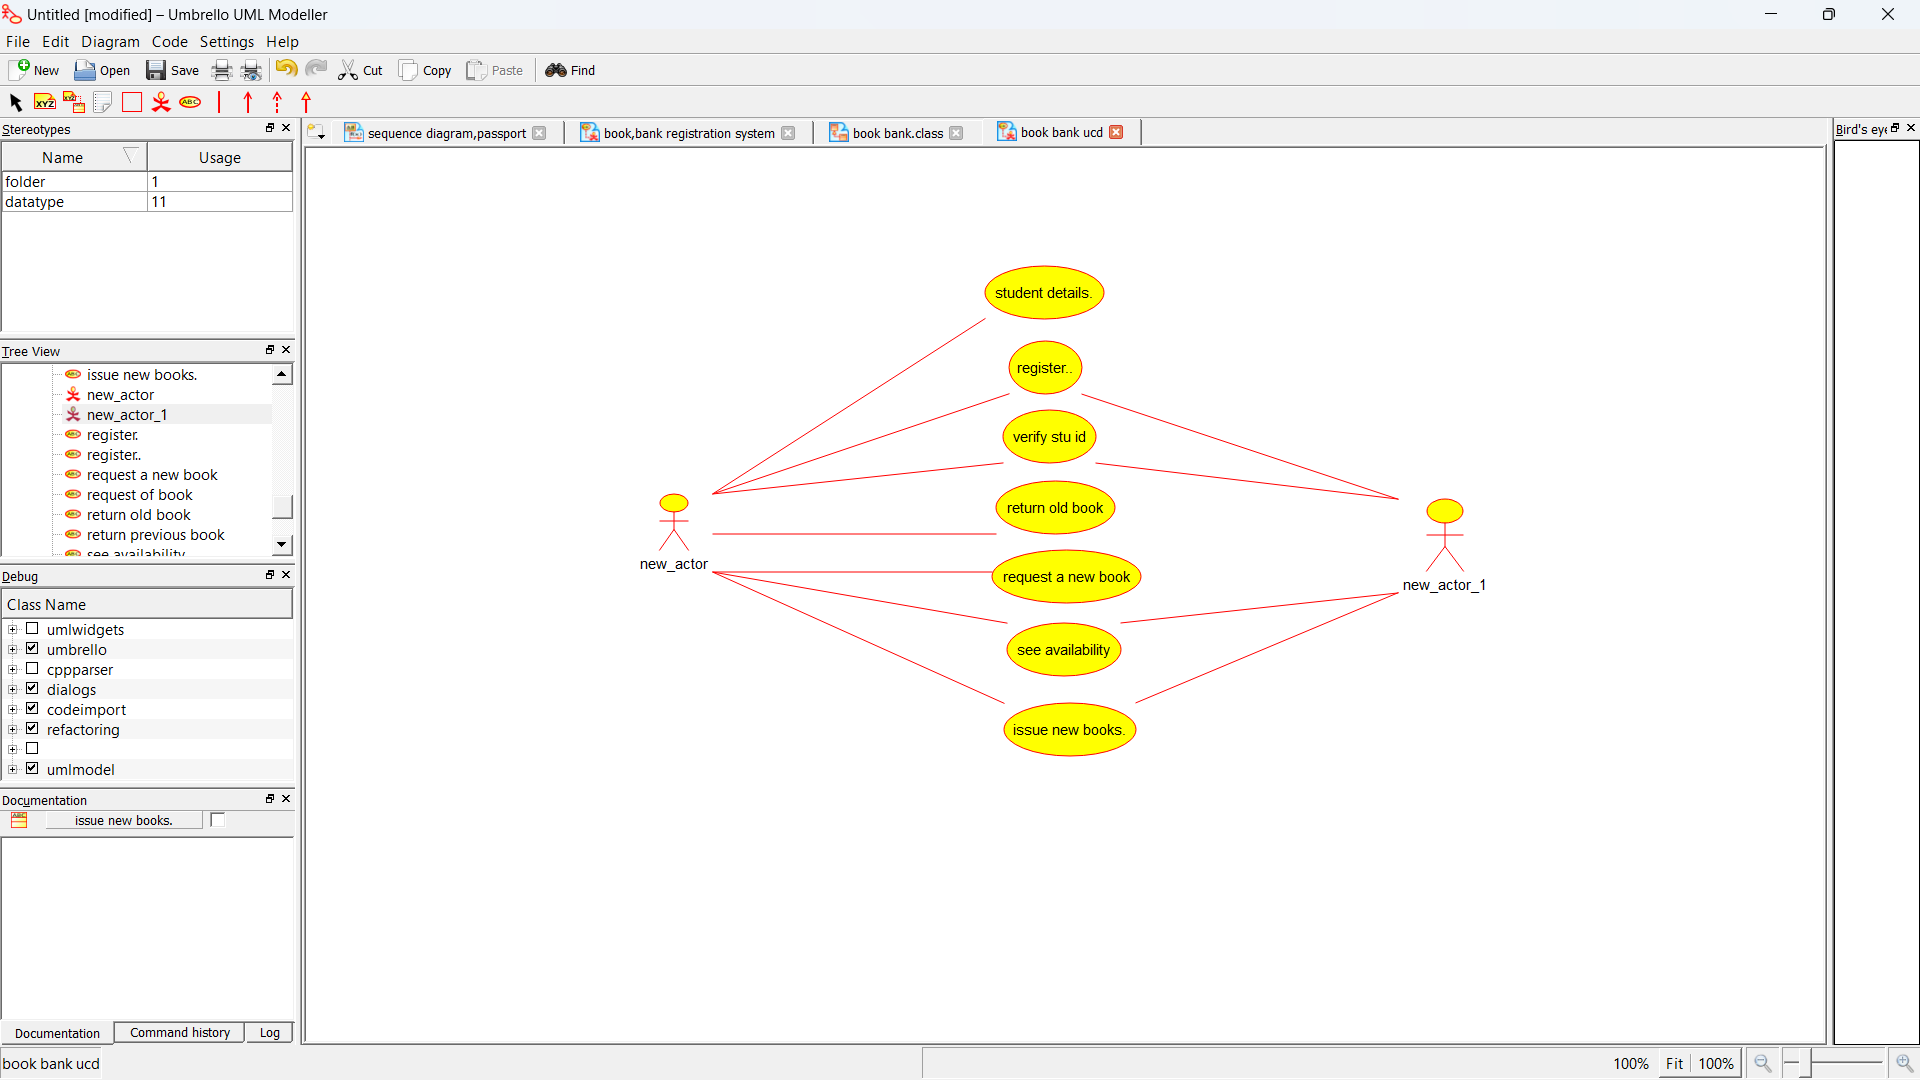 Untitled [modified] – Umbrello UML Modeller
File Edit Diagram Code Settings Help
New Open Save Cut Copy Paste Find
XYZ XYZ ABC
Stereotypes
Name Usage
folder 1
datatype 11
Tree View
issue new books.
new_actor
new_actor_1
register.
register..
request a new book
request of book
return old book
return previous book
see availability
Debug
Class Name
umlwidgets
umbrello
cppparser
dialogs
codeimport
refactoring
umlmodel
Documentation
issue new books.
Documentation Command history Log
book bank ucd
sequence diagram,passport book,bank registration system book bank.class book bank ucd
student details.
register..
verify stu id
return old book
request a new book
see availability
issue new books.
new_actor
new_actor_1
Bird's eye
100% Fit 100%